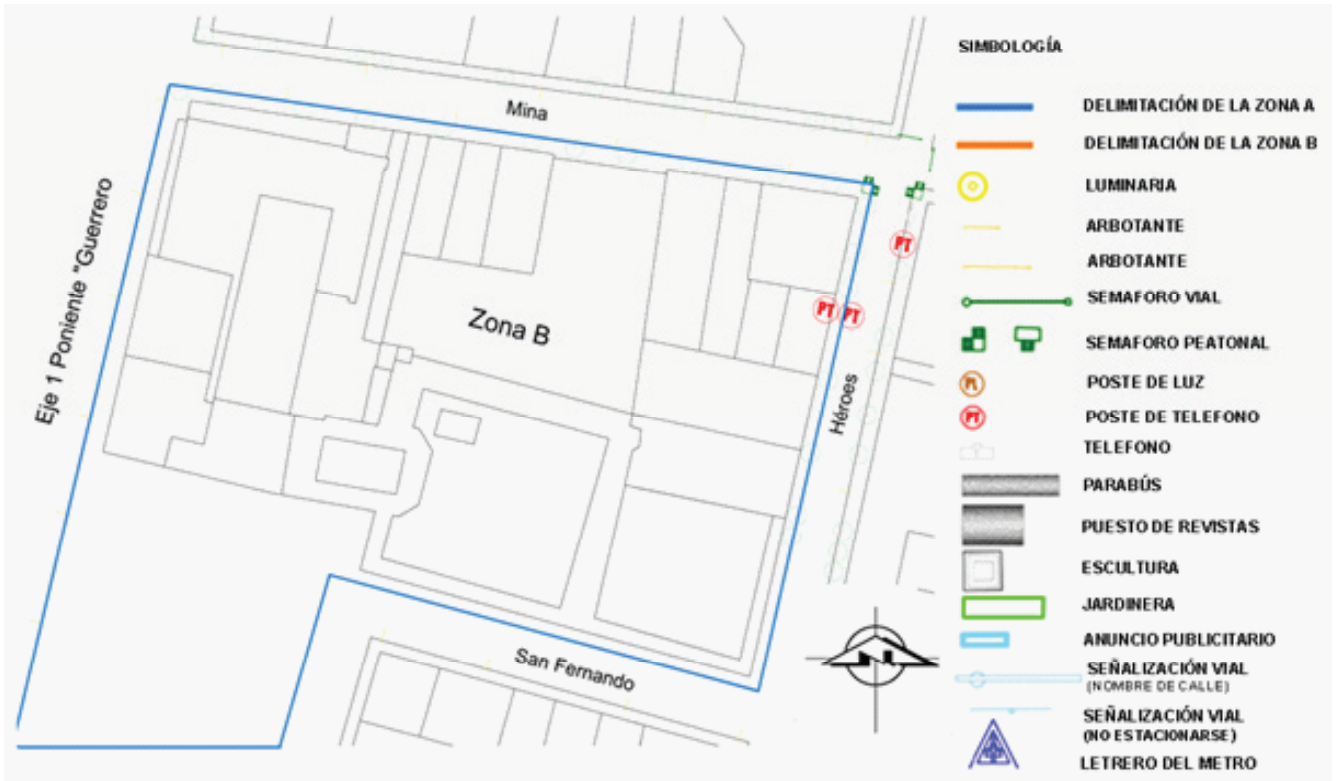 Mina
Eje 1 Poniente "Guerrero
Zona B
Héroes
San Fernando
PT
PT
PT
SIMBOLOGÍA
DELIMITACIÓN DE LA ZONA A
DELIMITACIÓN DE LA ZONA B
LUMINARIA
ARBOTANTE
ARBOTANTE
SEMAFORO VIAL
SEMAFORO PEATONAL
PL POSTE DE LUZ
PT POSTE DE TELEFONO
TELEFONO
PARABÚS
PUESTO DE REVISTAS
ESCULTURA
JARDINERA
ANUNCIO PUBLICITARIO
SEÑALIZACIÓN VIAL
(NOMBRE DE CALLE)
SEÑALIZACIÓN VIAL
(NO ESTACIONARSE)
LETRERO DEL METRO